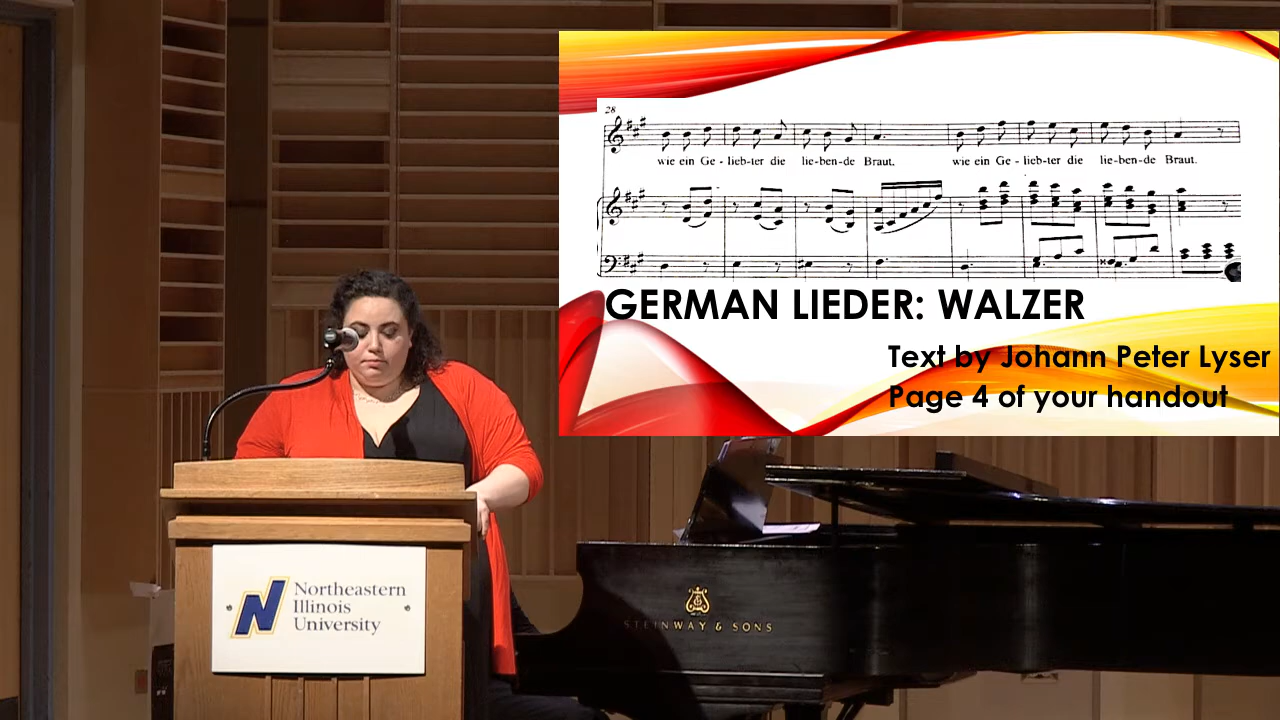 28
wie ein Ge - lieb-ter die lie-ben-de Braut. wie ein Ge - lieb-ter die lie-ben-de Braut.
GERMAN LIEDER: WALZER
Text by Johann Peter Lyser
Page 4 of your handout
Northeastern
Illinois
University
STEINWAY & SONS